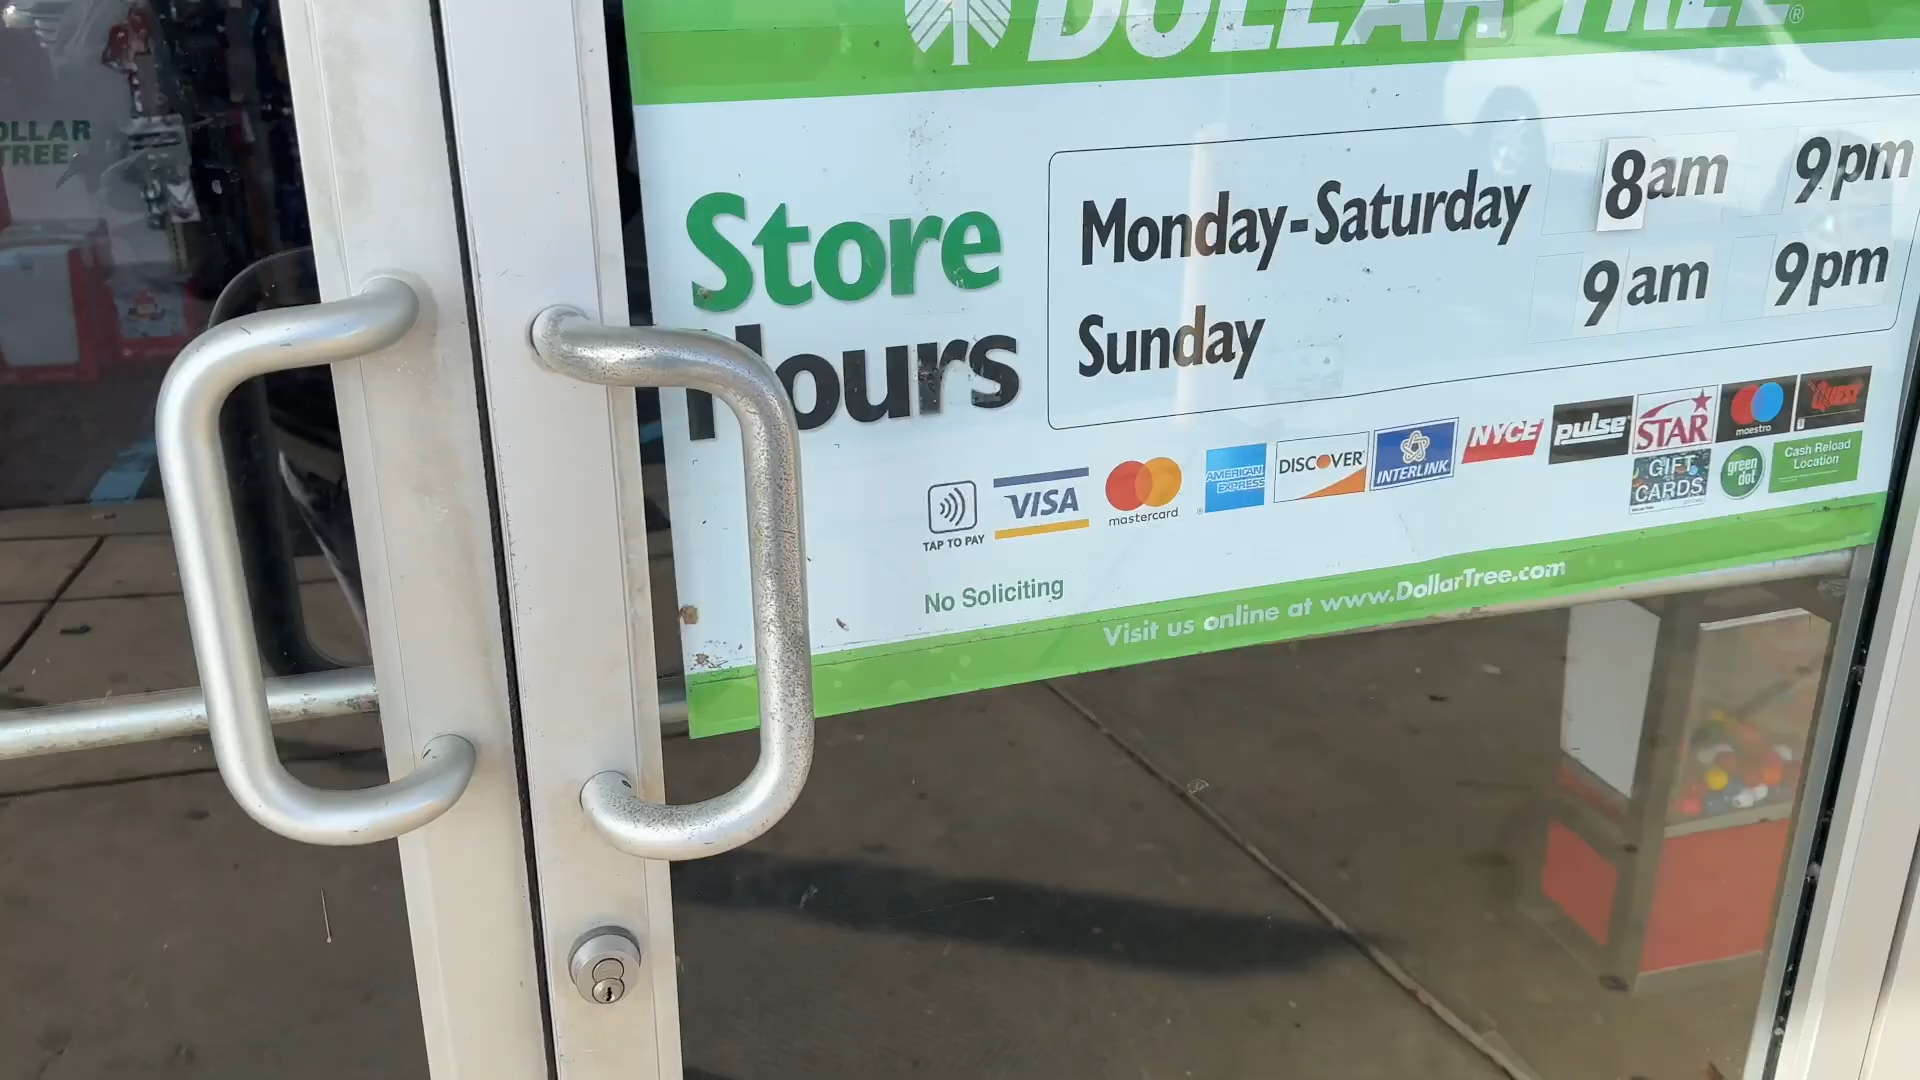 DOLLAR TREE®
OLLAR
TREE
Store
Hours
Monday-Saturday 8am 9pm
Sunday 9am 9pm
TAP TO PAY
VISA
mastercard
AMERICAN
EXPRESS
DISCOVER
INTERLINK
NYCE
pulse
STAR
maestro
QUEST
GIFT
CARDS
green
dot
Cash Reload
Location
No Soliciting
Visit us online at www.DollarTree.com